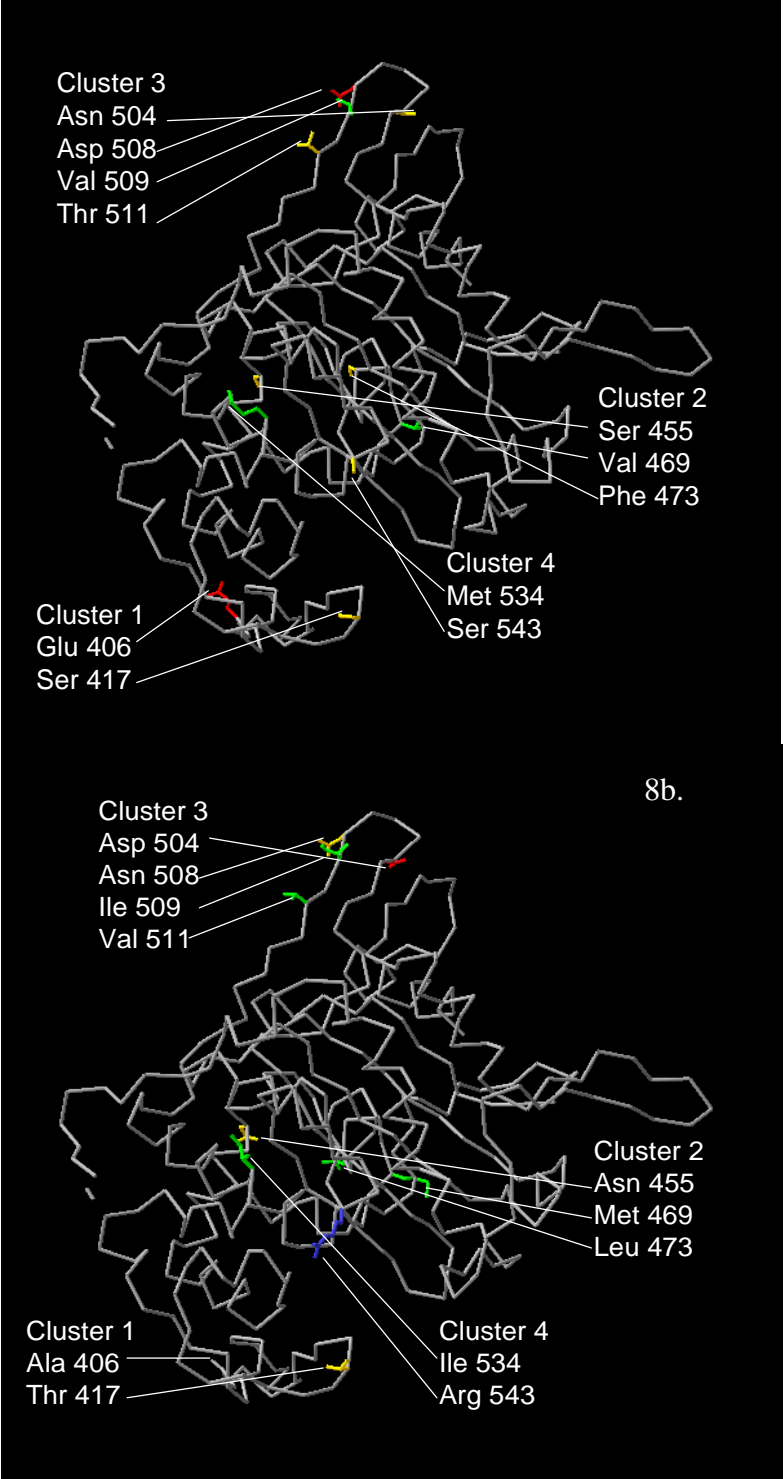 Cluster 3
Asn 504
Asp 508
Val 509
Thr 511
Cluster 2
Ser 455
Val 469
Phe 473
Cluster 4
Met 534
Ser 543
Cluster 1
Glu 406
Ser 417
8b.
Cluster 3
Asp 504
Asn 508
Ile 509
Val 511
Cluster 2
Asn 455
Met 469
Leu 473
Cluster 1
Ala 406
Thr 417
Cluster 4
Ile 534
Arg 543